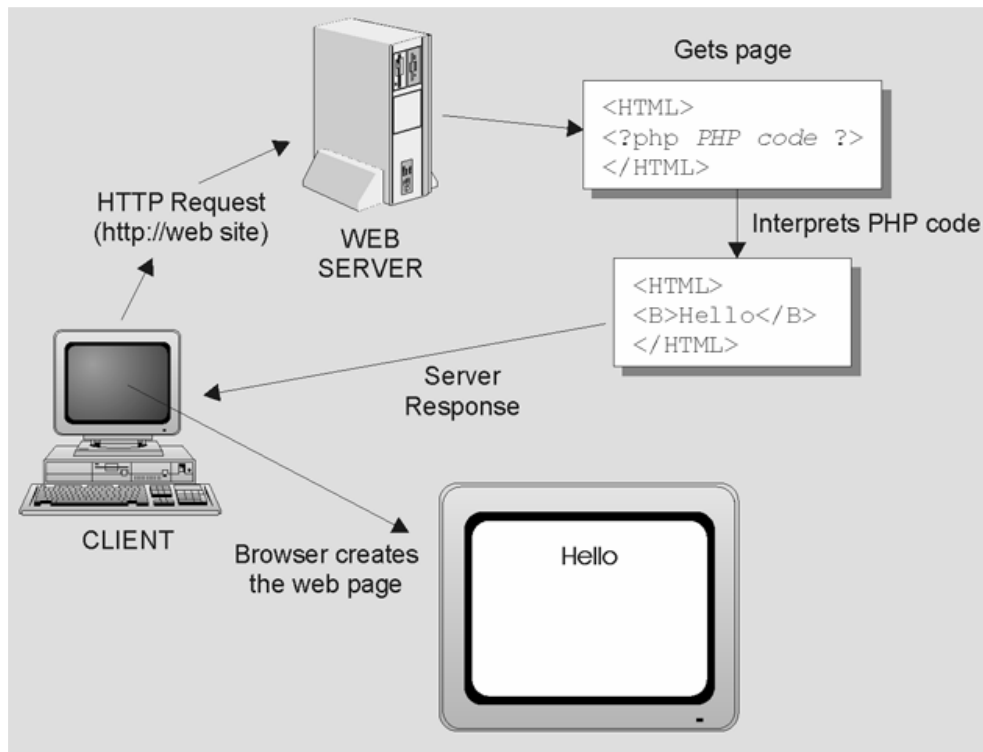 Gets page
<HTML>
<?php PHP code ?>
</HTML>
HTTP Request
(http://web site)
WEB
SERVER
Interprets PHP code
<HTML>
<B>Hello</B>
</HTML>
Server
Response
CLIENT
Browser creates
the web page
Hello